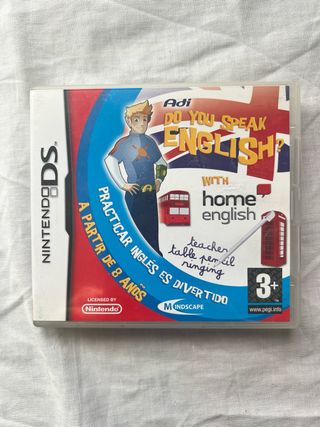 NINTENDO DS
Adi
DO YOU SPEAK
ENGLISH?
WITH
home
english
teacher
table pencil
ringing
PRACTICAR INGLÉS ES DIVERTIDO
A PARTIR DE 8 AÑOS
LICENSED BY
Nintendo
MINDSCAPE
3+
www.pegi.info